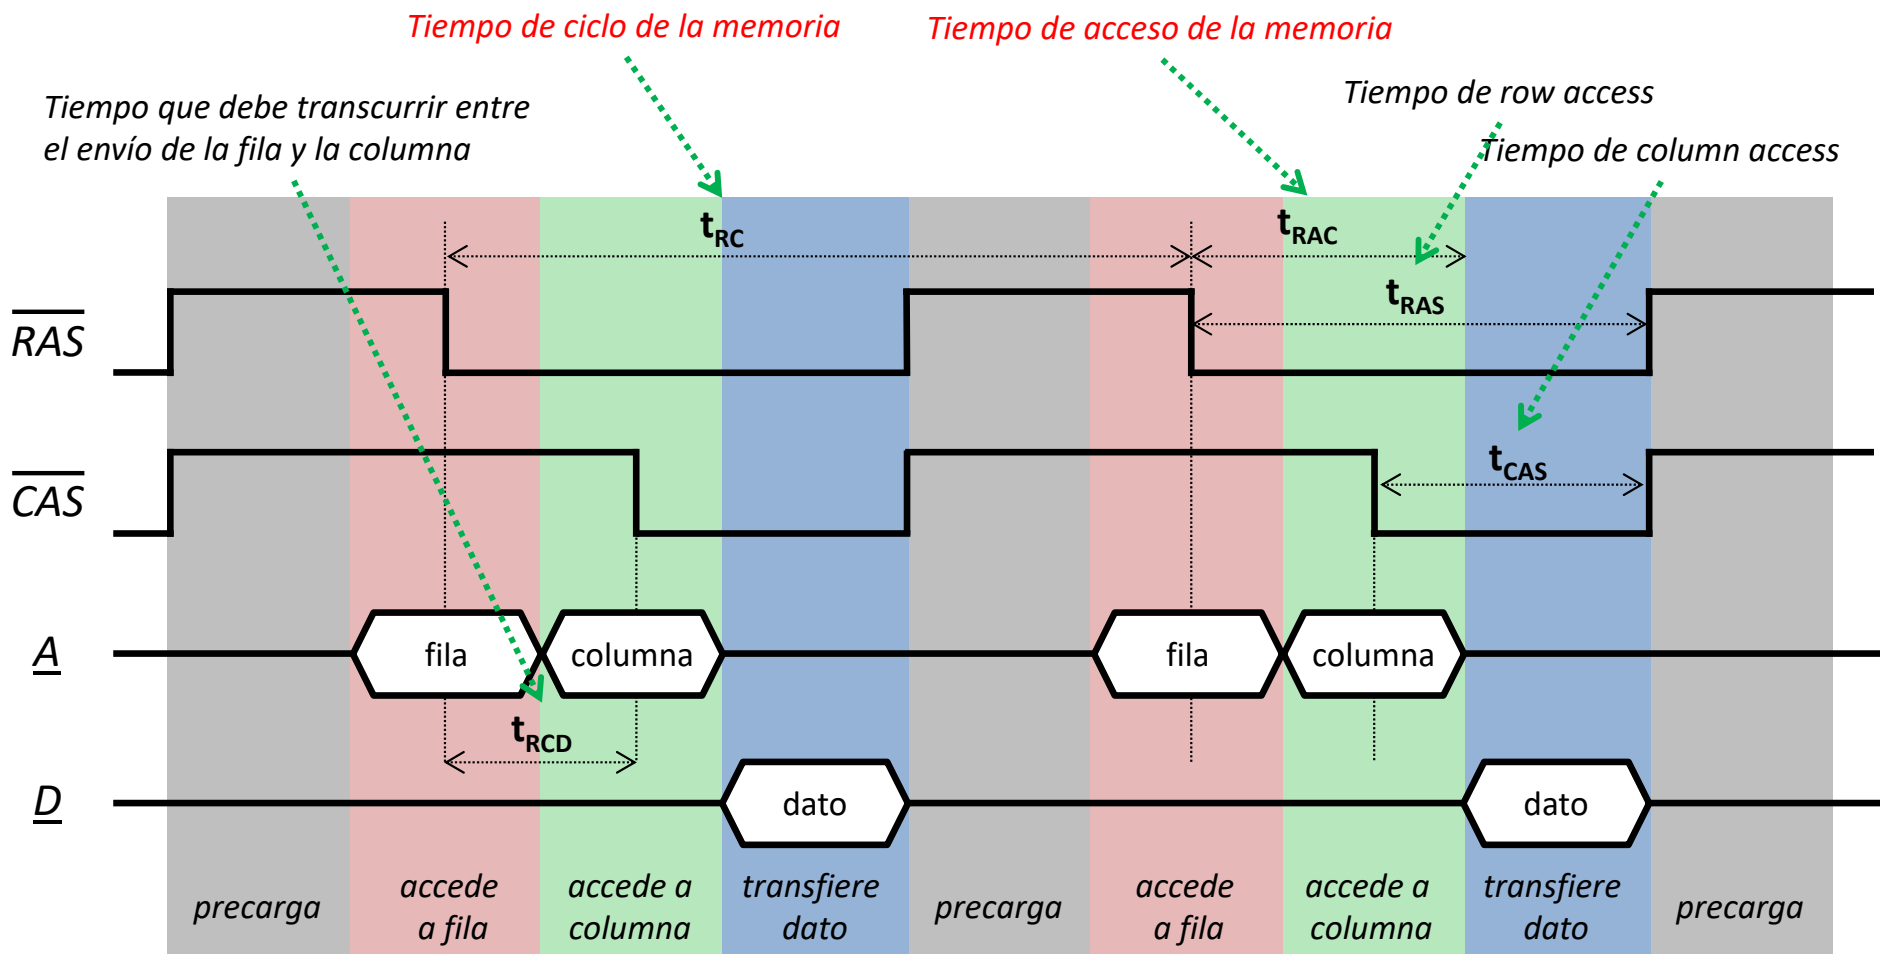 Tiempo de ciclo de la memoria
Tiempo de acceso de la memoria
Tiempo que debe transcurrir entre
el envío de la fila y la columna
Tiempo de row access
Tiempo de column access
tRC
tRAC
tRAS
RAS
CAS
tCAS
A
fila
columna
fila
columna
tRCD
D
dato
dato
precarga
accede
a fila
accede a
columna
transfiere
dato
precarga
accede
a fila
accede a
columna
transfiere
dato
precarga